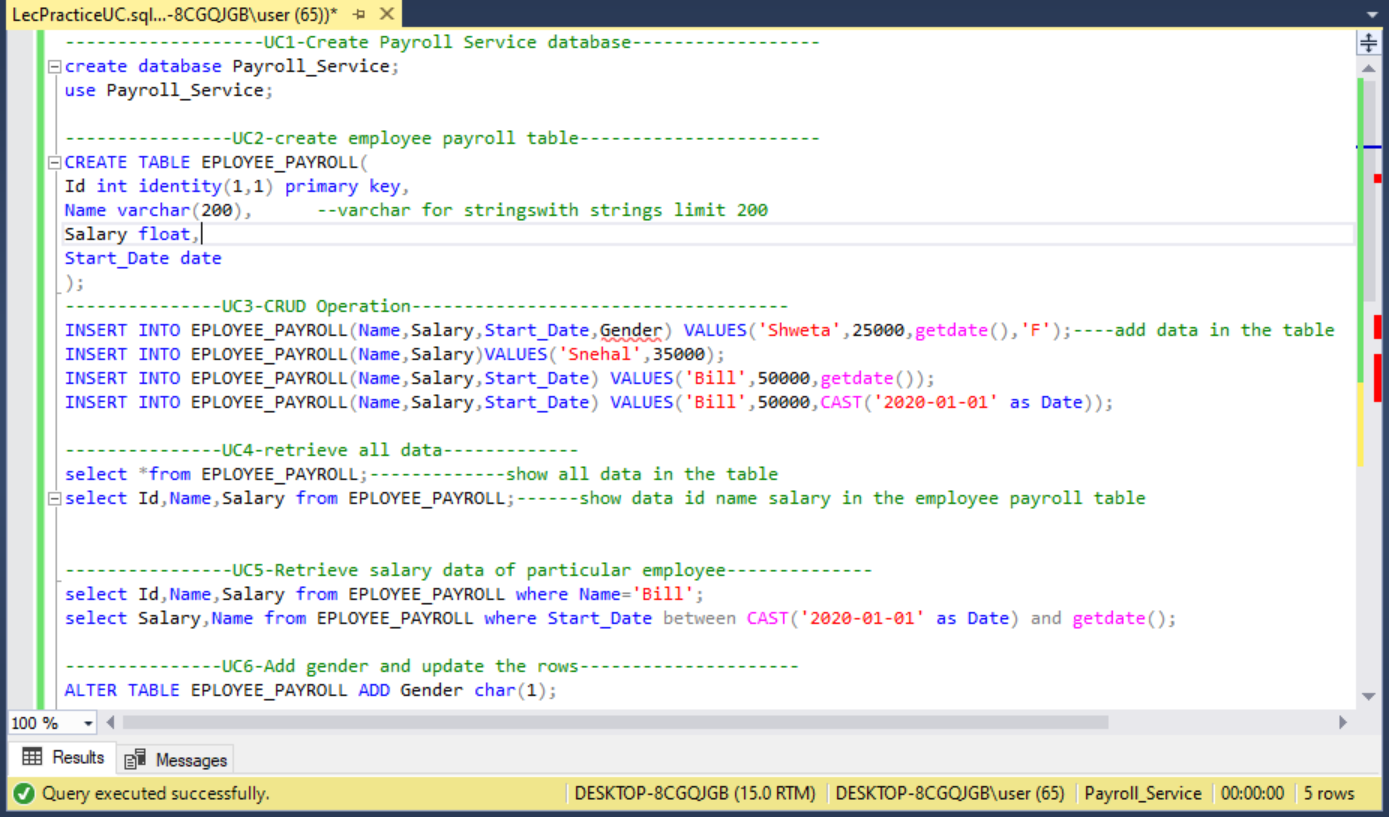 LecPracticeUC.sql...-8CGQJGB\user (65))*
-------------------UC1-Create Payroll Service database------------------
create database Payroll_Service;
use Payroll_Service;
----------------UC2-create employee payroll table-----------------------
CREATE TABLE EPLOYEE_PAYROLL(
Id int identity(1,1) primary key,
Name varchar(200),      --varchar for stringswith strings limit 200
Salary float,
Start_Date date
);
---------------UC3-CRUD Operation------------------------------------
INSERT INTO EPLOYEE_PAYROLL(Name,Salary,Start_Date,Gender) VALUES('Shweta',25000,getdate(),'F');----add data in the table
INSERT INTO EPLOYEE_PAYROLL(Name,Salary)VALUES('Snehal',35000);
INSERT INTO EPLOYEE_PAYROLL(Name,Salary,Start_Date) VALUES('Bill',50000,getdate());
INSERT INTO EPLOYEE_PAYROLL(Name,Salary,Start_Date) VALUES('Bill',50000,CAST('2020-01-01' as Date));
---------------UC4-retrieve all data-------------
select *from EPLOYEE_PAYROLL;-------------show all data in the table
select Id,Name,Salary from EPLOYEE_PAYROLL;------show data id name salary in the employee payroll table
----------------UC5-Retrieve salary data of particular employee--------------
select Id,Name,Salary from EPLOYEE_PAYROLL where Name='Bill';
select Salary,Name from EPLOYEE_PAYROLL where Start_Date between CAST('2020-01-01' as Date) and getdate();
---------------UC6-Add gender and update the rows---------------------
ALTER TABLE EPLOYEE_PAYROLL ADD Gender char(1);
100 %
Results Messages
Query executed successfully. DESKTOP-8CGQJGB (15.0 RTM) DESKTOP-8CGQJGB\user (65) Payroll_Service 00:00:00 5 rows